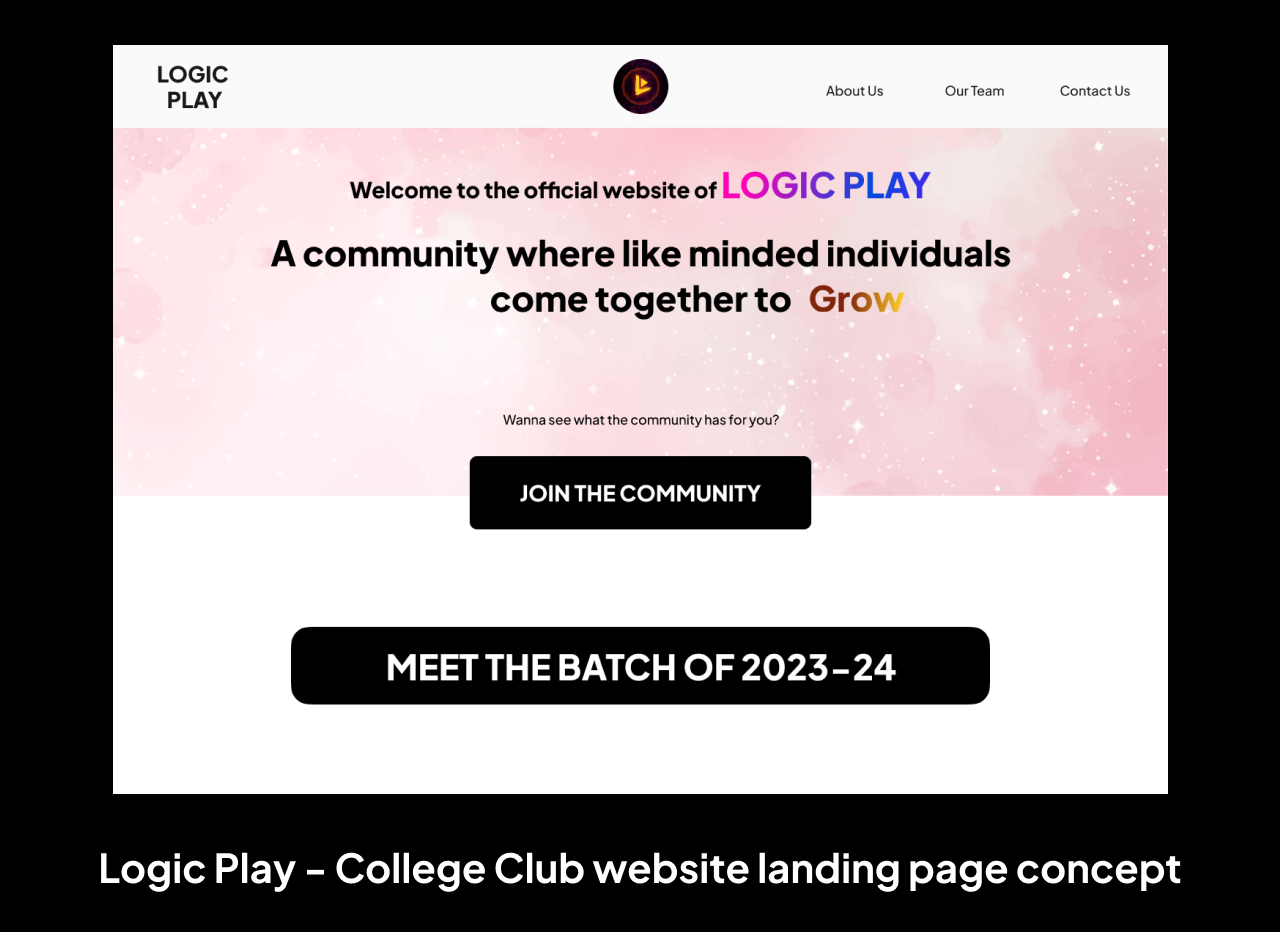 LOGIC
PLAY
About Us
Our Team
Contact Us
Welcome to the official website of LOGIC PLAY
A community where like minded individuals
come together to Grow
Wanna see what the community has for you?
JOIN THE COMMUNITY
MEET THE BATCH OF 2023-24
Logic Play - College Club website landing page concept